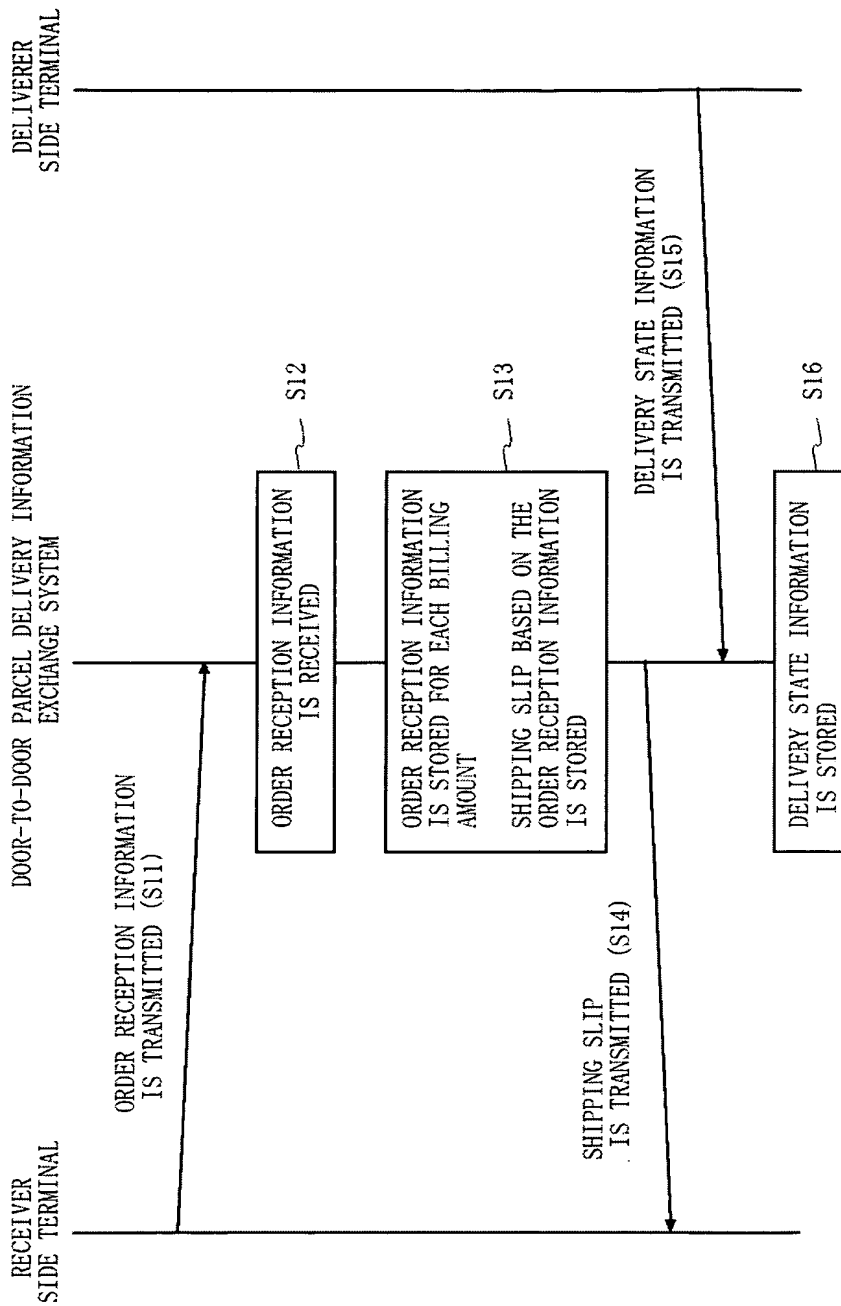 RECEIVER
SIDE TERMINAL
DOOR-TO-DOOR PARCEL DELIVERY INFORMATION
EXCHANGE SYSTEM
DELIVERER
SIDE TERMINAL
ORDER RECEPTION INFORMATION
IS TRANSMITTED (S11)
ORDER RECEPTION INFORMATION
IS RECEIVED
S12
ORDER RECEPTION INFORMATION
IS STORED FOR EACH BILLING
AMOUNT
SHIPPING SLIP BASED ON THE
ORDER RECEPTION INFORMATION
IS STORED
S13
SHIPPING SLIP
IS TRANSMITTED (S14)
DELIVERY STATE INFORMATION
IS TRANSMITTED (S15)
DELIVERY STATE INFORMATION
IS STORED
S16